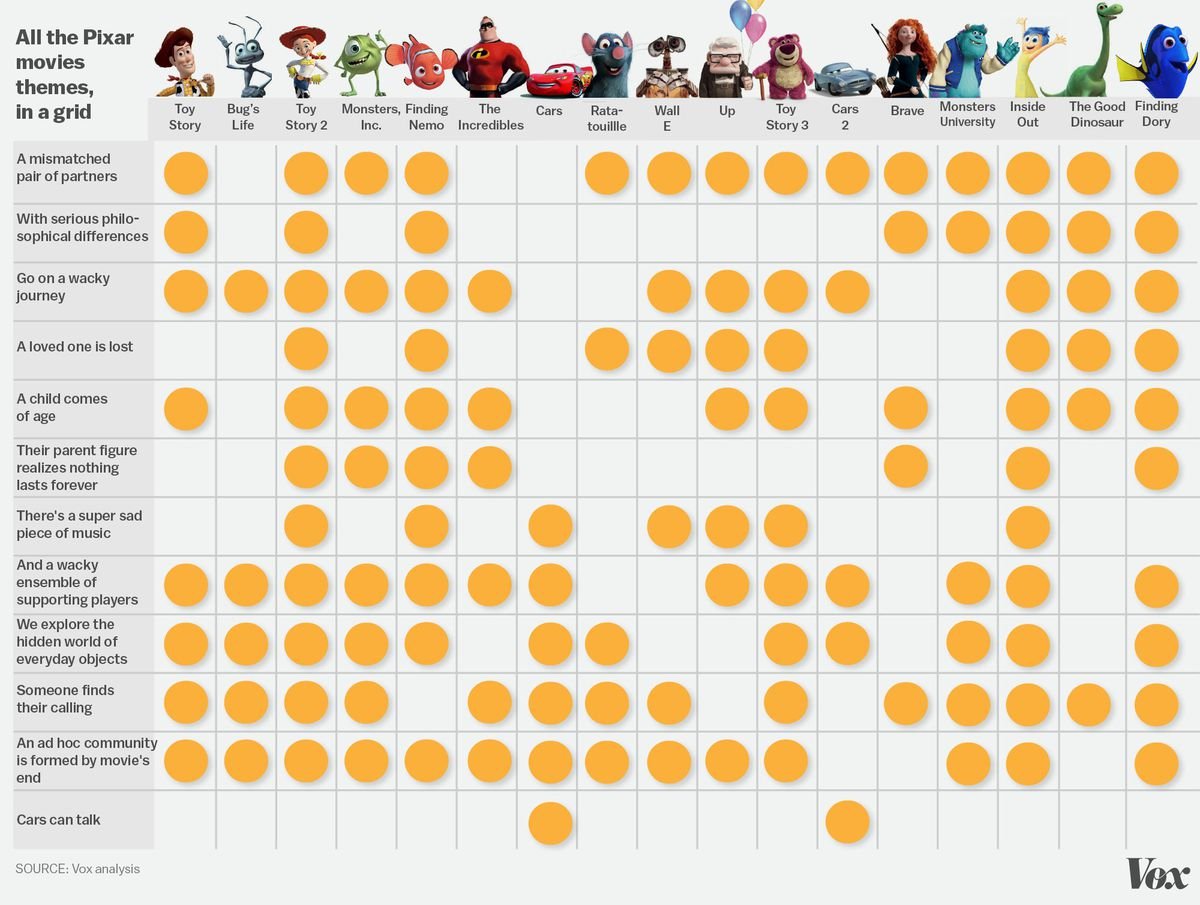 All the Pixar
movies
themes,
in a grid
Toy
Story
Bug's
Life
Toy
Story 2
Monsters,
Inc.
Finding
Nemo
The
Incredibles
Cars
Rata-
touillle
Wall
E
Up
Toy
Story 3
Cars
2
Brave
Monsters
University
Inside
Out
The Good
Dinosaur
Finding
Dory
A mismatched
pair of partners
With serious philo-
sophical differences
Go on a wacky
journey
A loved one is lost
A child comes
of age
Their parent figure
realizes nothing
lasts forever
There's a super sad
piece of music
And a wacky
ensemble of
supporting players
We explore the
hidden world of
everyday objects
Someone finds
their calling
An ad hoc community
is formed by movie's
end
Cars can talk
SOURCE: Vox analysis
Vox